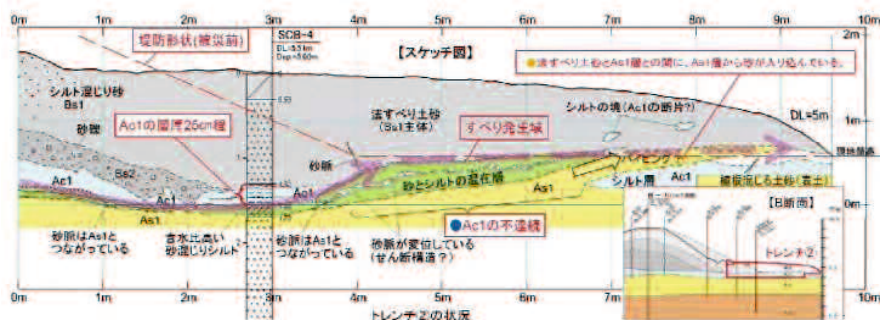 0m 1m 2m 3m 4m 5m 6m 7m 8m 9m 10m
堤防形状(被災前)
SCB-4
【スケッチ図】
2m
●法すべり土砂とAs1層との間に、As1層から砂が入り込んでいる。
シルト混じり砂
Bs1
砂礫
Ac1の層厚25cm程
法すべり土砂
(Bs1主体)
シルトの塊(Ac1の断片?)
すべり発生域
DL=5m
1m
Bs2
砂脈
パイピング
Ac1
Ac1
Ac1
砂とシルトの混在層
As1
シルト層
Ac1
As1
0m
砂脈はAs1と
つながっている
含水比高い
砂混じりシルト
砂脈はAs1と
つながっている
砂脈が変位している
(せん断構造?)
●Ac1の不連続
【B断面】
トレンチ②
0m 1m 2m 3m 4m 5m 6m 7m 8m 9m 10m
トレンチ②の状況